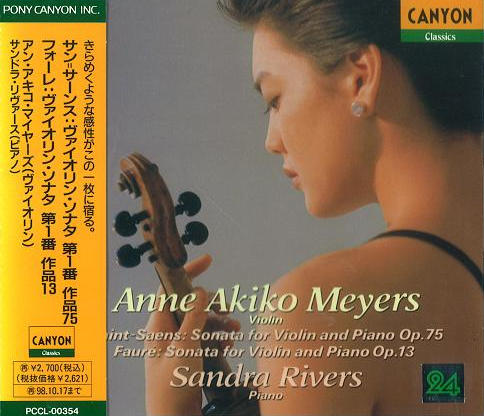 PONY CANYON INC.
きらめくような感性がこの一枚に宿る。
サン=サーンス:ヴァイオリン・ソナタ 第1番 作品75
フォーレ:ヴァイオリン・ソナタ 第1番 作品13
アン・アキコ・マイヤーズ(ヴァイオリン)
サンドラ・リヴァース(ピアノ)
CANYON
Classics
㋫¥2,700(税込)
(税抜価格¥2,621)
㋫98.10.17まで
PCCL-00354
CANYON
Classics
Anne Akiko Meyers
Violin
int-Saens: Sonata for Violin and Piano Op.75
Faure: Sonata for Violin and Piano Op.13
Sandra Rivers
Piano
24